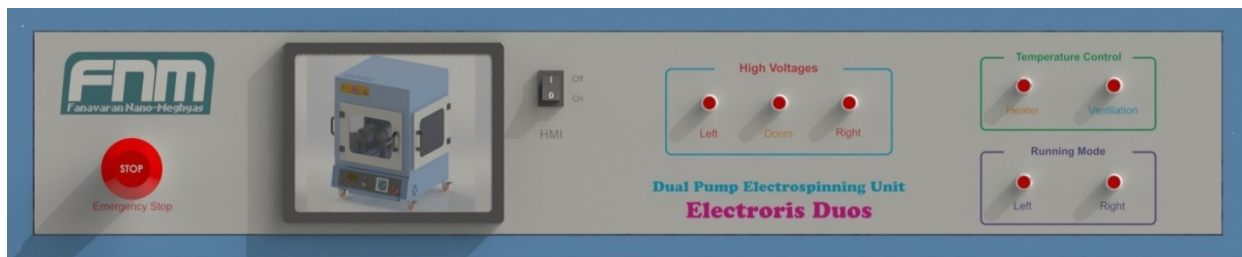 FNM
Fanavaran Nano-Meghyas
STOP
Emergency Stop
I
0
Off
On
HMI
High Voltages
Left
Doors
Right
Dual Pump Electrospinning Unit
Electroris Duos
Temperature Control
Heater
Ventilation
Running Mode
Left
Right